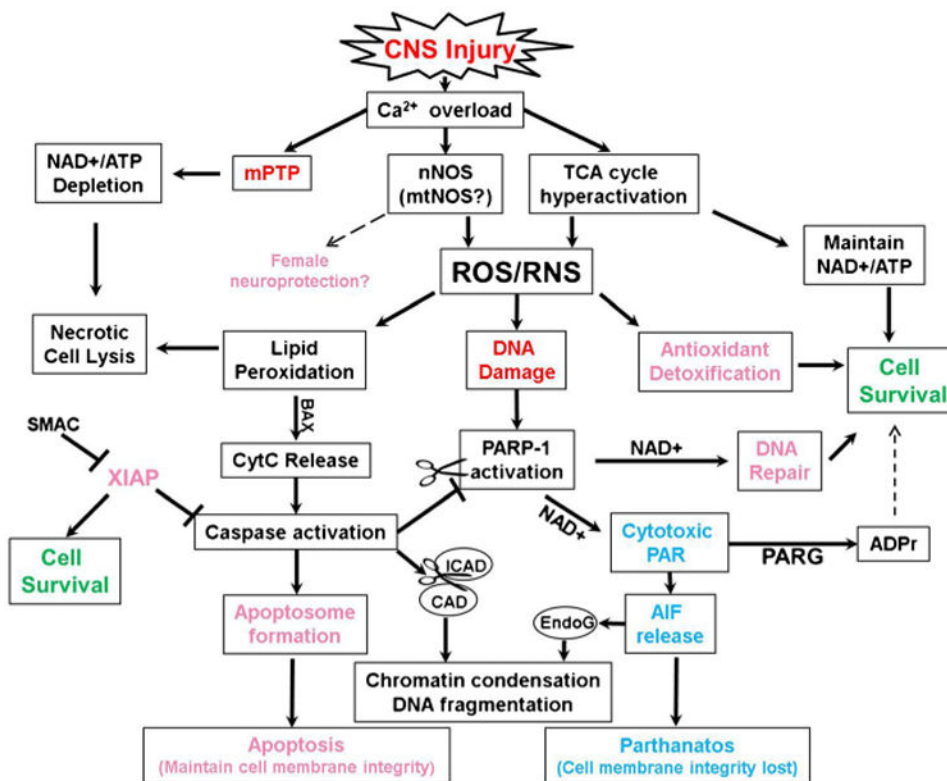 CNS Injury
Ca²⁺ overload
NAD+/ATP
Depletion
mPTP
nNOS
(mtNOS?)
TCA cycle
hyperactivation
Female
neuroprotection?
ROS/RNS
Maintain
NAD+/ATP
Necrotic
Cell Lysis
Lipid
Peroxidation
DNA
Damage
Antioxidant
Detoxification
Cell
Survival
BAX
SMAC
XIAP
CytC Release
PARP-1
activation
NAD+
DNA
Repair
Cell
Survival
Caspase activation
NAD+
Cytotoxic
PAR
PARG
ADPr
ICAD
CAD
Apoptosome
formation
EndoG
AIF
release
Chromatin condensation
DNA fragmentation
Apoptosis
(Maintain cell membrane integrity)
Parthanatos
(Cell membrane integrity lost)